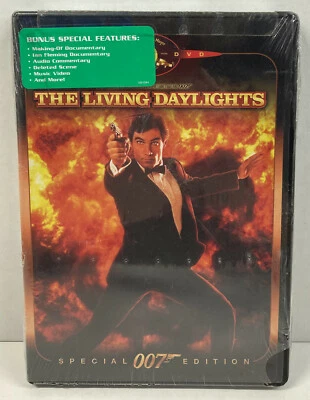 BONUS SPECIAL FEATURES:
• Making-Of Documentary
• Ian Fleming Documentary
• Audio Commentary
• Deleted Scene
• Music Video
• And More!
DVD
THE LIVING DAYLIGHTS
SPECIAL 007 EDITION